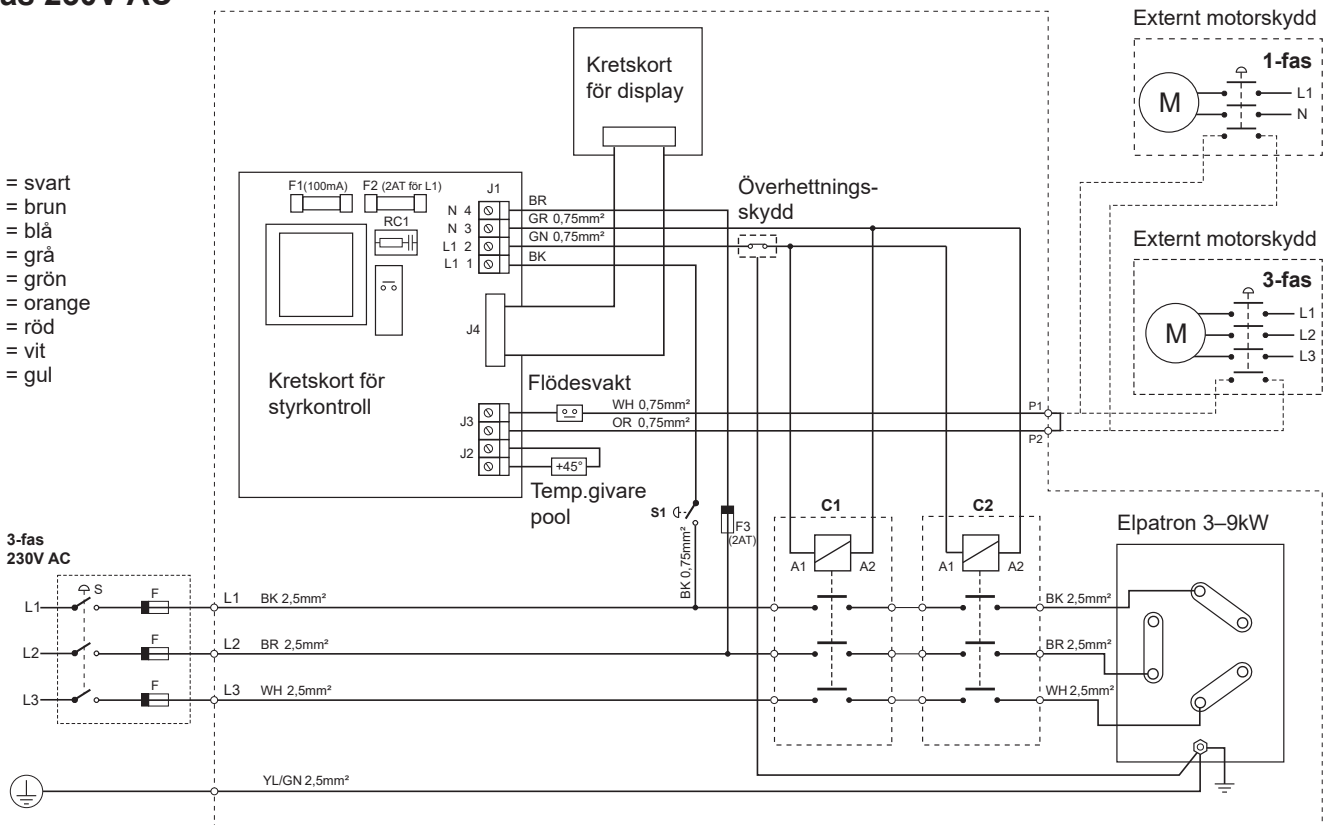 Externt motorskydd
1-fas
M
L1
N
Kretskort
för display
= svart
= brun
= blå
= grå
= grön
= orange
= röd
= vit
= gul
F1(100mA)
F2 (2AT för L1)
J1
RC1
N 4
N 3
L1 2
L1 1
BR
GR 0,75mm²
GN 0,75mm²
BK
Överhettnings-
skydd
Externt motorskydd
3-fas
M
L1
L2
L3
J4
Kretskort för
styrkontroll
Flödesvakt
WH 0,75mm²
OR 0,75mm²
P1
P2
J3
J2
+45°
Temp.givare
pool
S1
BK 0,75mm²
F3
(2AT)
C1
A1
A2
C2
A1
A2
Elpatron 3–9kW
3-fas
230V AC
S
L1
F
L1
BK 2,5mm²
BK 2,5mm²
L2
F
L2
BR 2,5mm²
BR 2,5mm²
L3
F
L3
WH 2,5mm²
WH 2,5mm²
YL/GN 2,5mm²